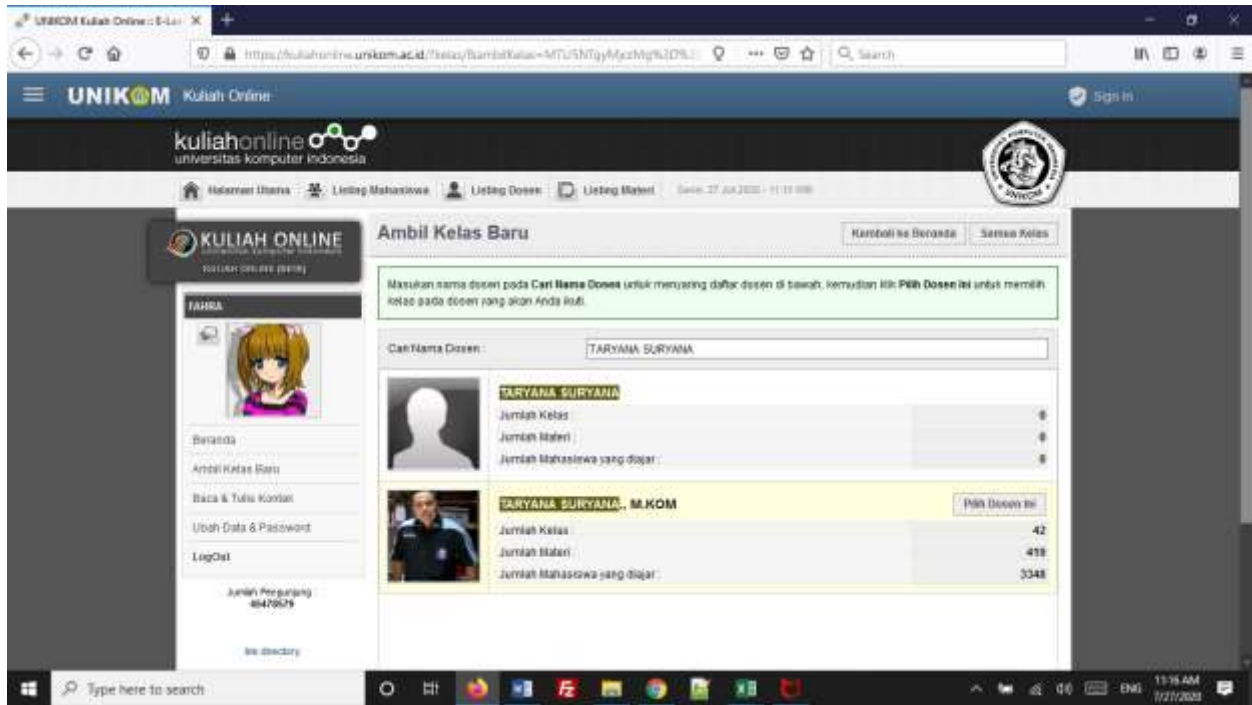 UNIKOM Kuliah Online :: E-Le
Search
UNIKOM Kuliah Online
Sign In
kuliahonline
universitas komputer indonesia
Halaman Utama Listing Mahasiswa Listing Dosen Listing Materi
KULIAH ONLINE
Ambil Kelas Baru
Kembali ke Beranda
Semua Kelas
Masukan nama dosen pada Cari Nama Dosen untuk menyaring daftar dosen di bawah, kemudian klik Pilih Dosen Ini untuk memilih
kelas pada dosen yang akan Anda ikuti.
FAHRA
Cari Nama Dosen :
TARYANA SURYANA
TARYANA SURYANA
Jumlah Kelas :
0
Jumlah Materi :
0
Jumlah Mahasiswa yang diajar :
0
TARYANA SURYANA., M.KOM
Pilih Dosen Ini
Jumlah Kelas :
42
Jumlah Materi :
Jumlah Mahasiswa yang diajar :
3348
Beranda
Ambil Kelas Baru
Baca & Tulis Kontak
Ubah Data & Password
LogOut
Jumlah Pengunjung
link directory
Type here to search
ENG
11:16 AM
7/27/2020